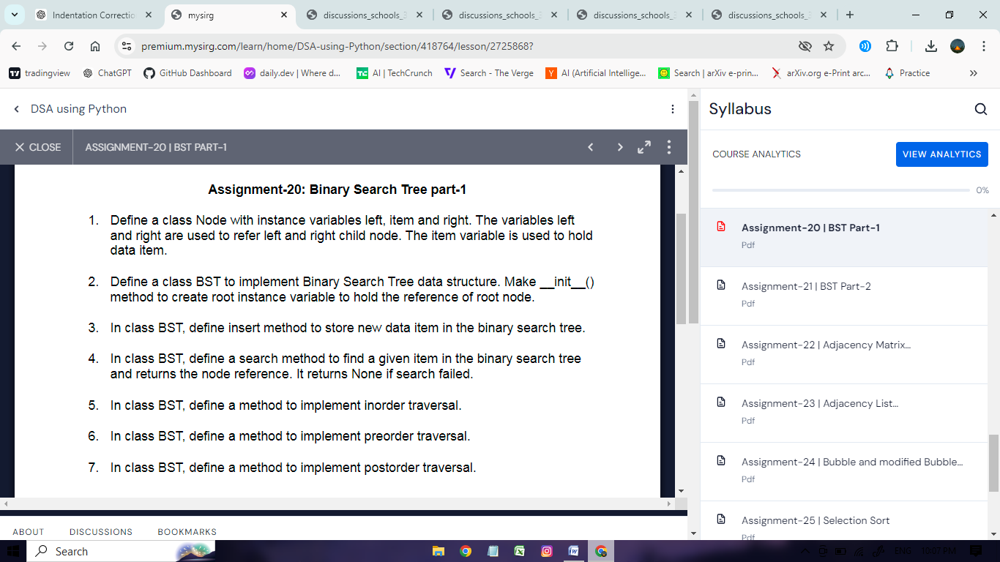 Indentation Correctio
mysirg
discussions_schools_
discussions_schools_
discussions_schools_
discussions_schools_
premium.mysirg.com/learn/home/DSA-using-Python/section/418764/lesson/2725868?
tradingview
ChatGPT
GitHub Dashboard
daily.dev | Where d...
AI | TechCrunch
Search - The Verge
AI (Artificial Intellige...
Search | arXiv e-prin...
arXiv.org e-Print arc...
Practice
DSA using Python
CLOSE
ASSIGNMENT-20 | BST PART-1
Assignment-20: Binary Search Tree part-1
1. Define a class Node with instance variables left, item and right. The variables left
and right are used to refer left and right child node. The item variable is used to hold
data item.
2. Define a class BST to implement Binary Search Tree data structure. Make __init__()
method to create root instance variable to hold the reference of root node.
3. In class BST, define insert method to store new data item in the binary search tree.
4. In class BST, define a search method to find a given item in the binary search tree
and returns the node reference. It returns None if search failed.
5. In class BST, define a method to implement inorder traversal.
6. In class BST, define a method to implement preorder traversal.
7. In class BST, define a method to implement postorder traversal.
ABOUT
DISCUSSIONS
BOOKMARKS
Syllabus
COURSE ANALYTICS
VIEW ANALYTICS
0%
Assignment-20 | BST Part-1
Pdf
Assignment-21 | BST Part-2
Pdf
Assignment-22 | Adjacency Matrix...
Pdf
Assignment-23 | Adjacency List...
Pdf
Assignment-24 | Bubble and modified Bubble...
Pdf
Assignment-25 | Selection Sort
Pdf
Search
ENG
10:07 PM